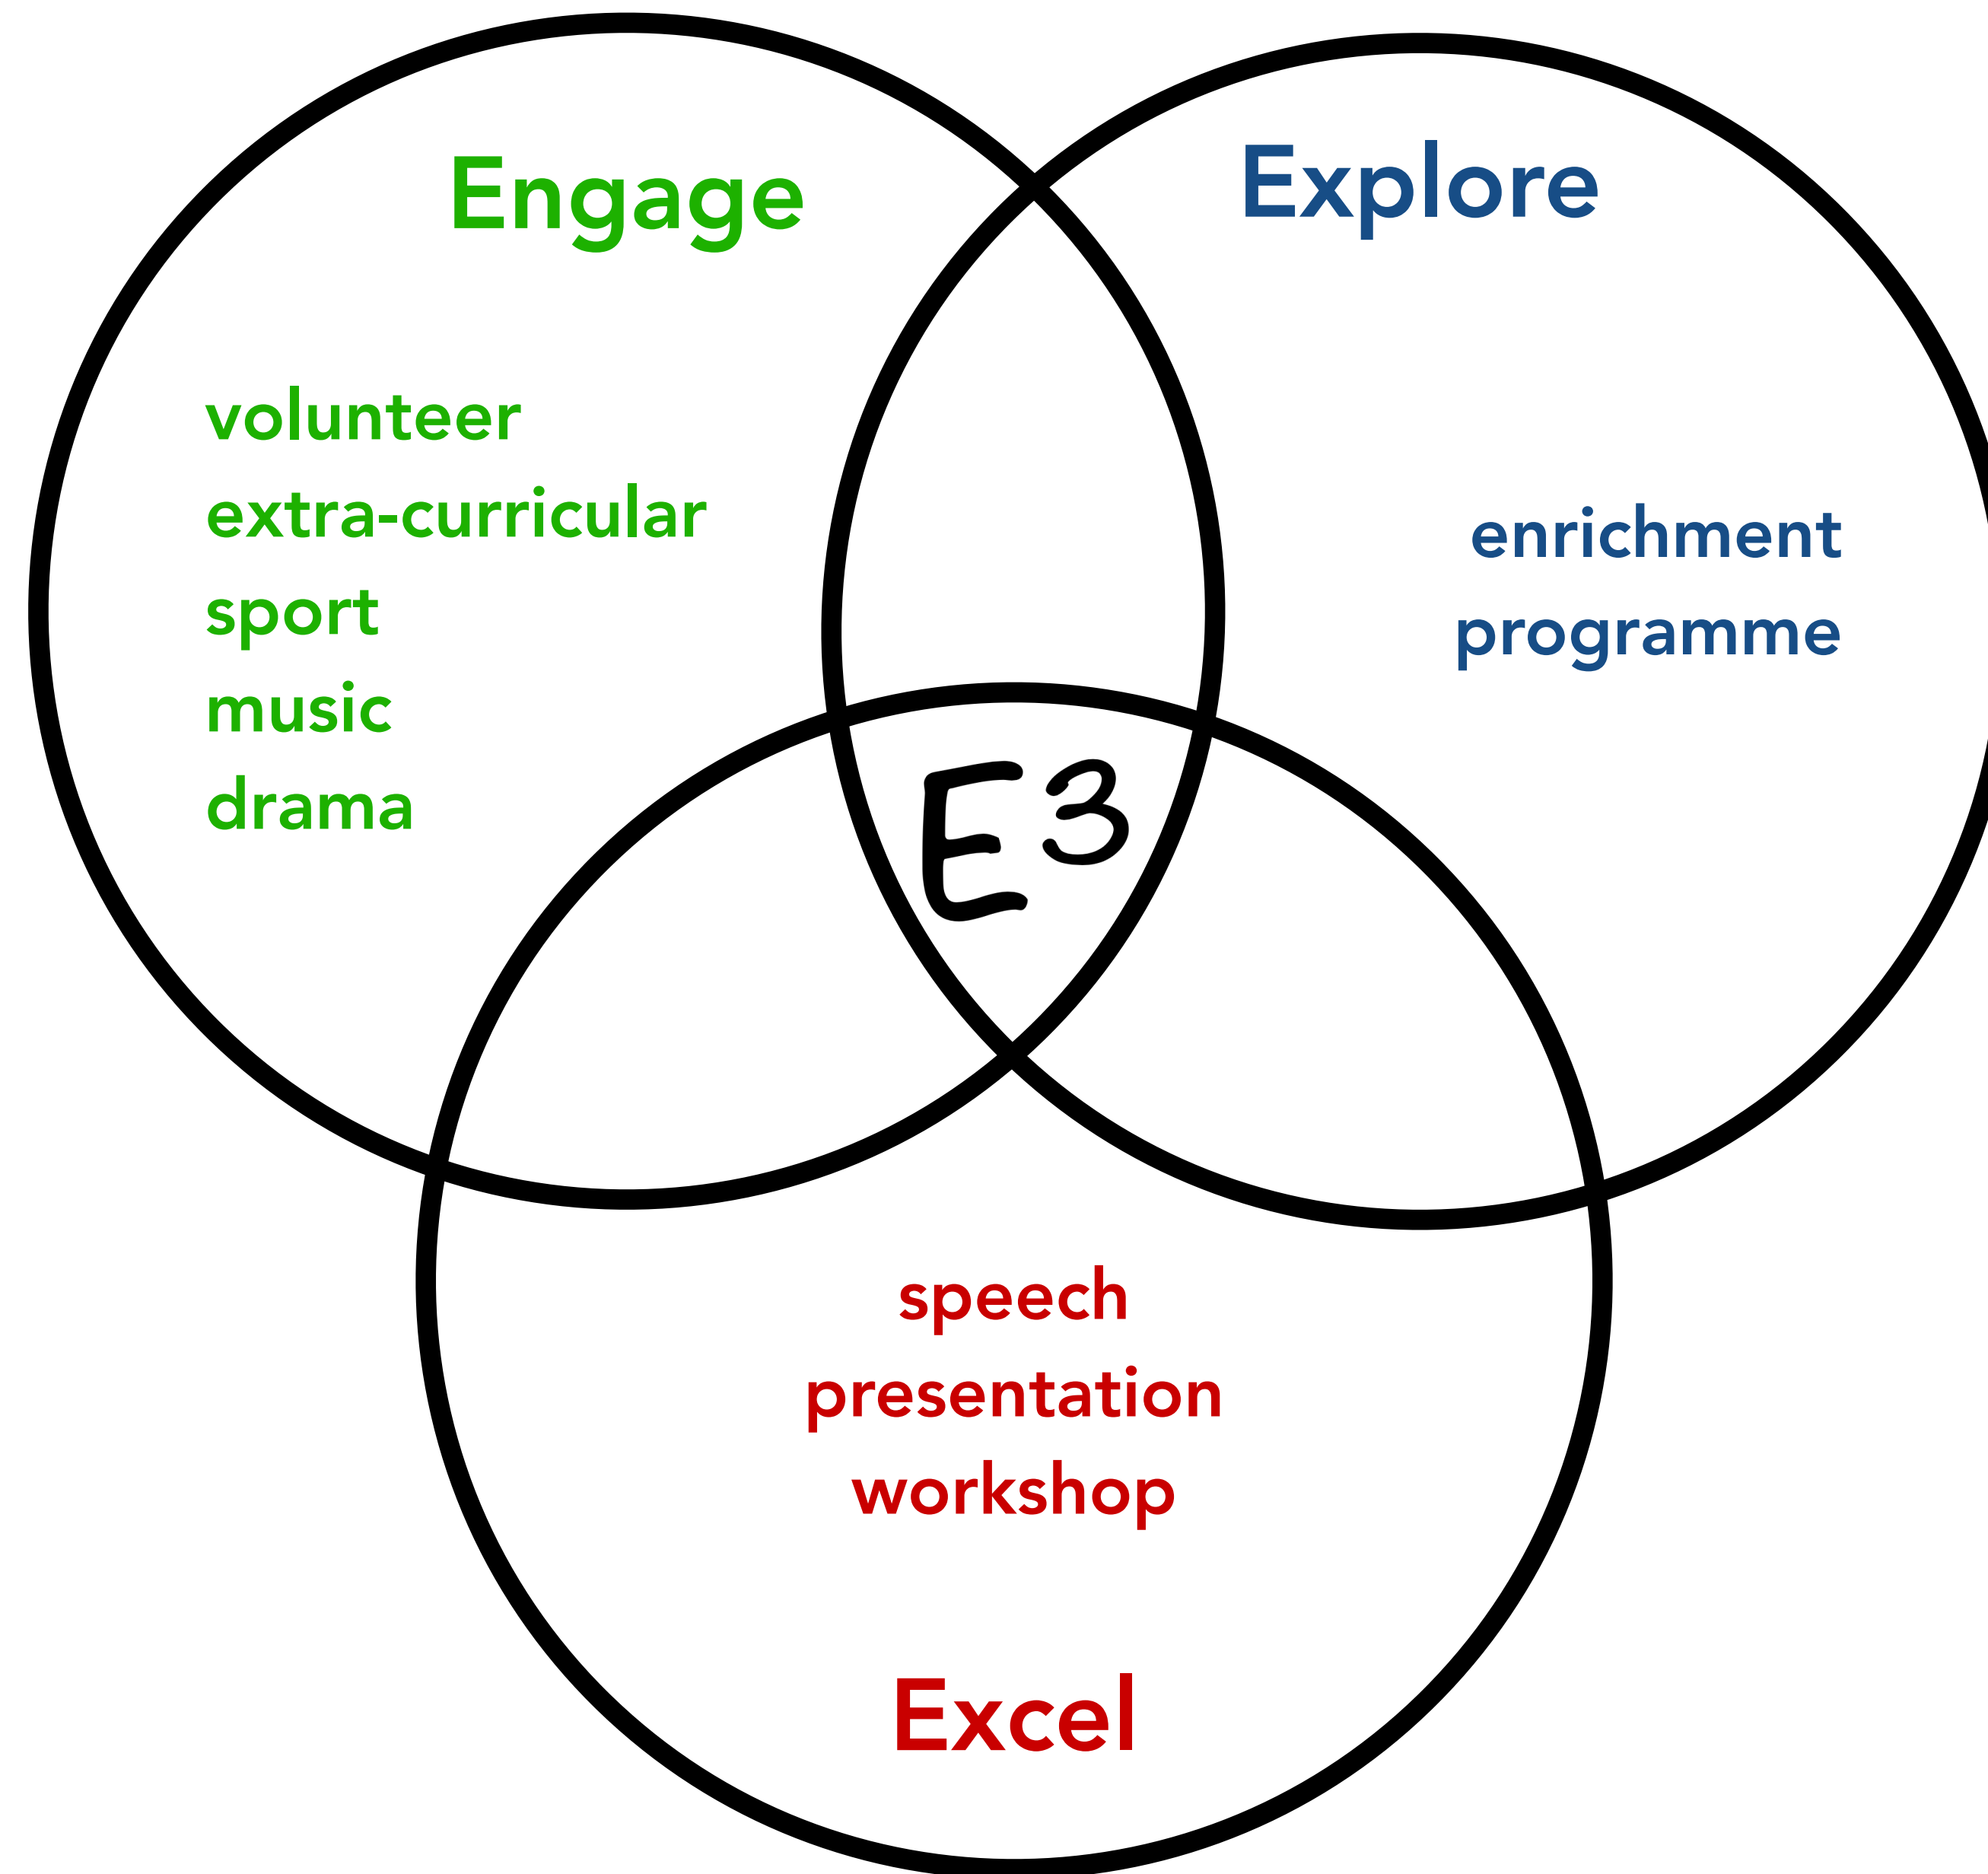 Engage
volunteer
extra-curricular
sport
music
drama
Explore
enrichment
programme
E3
speech
presentation
workshop
Excel